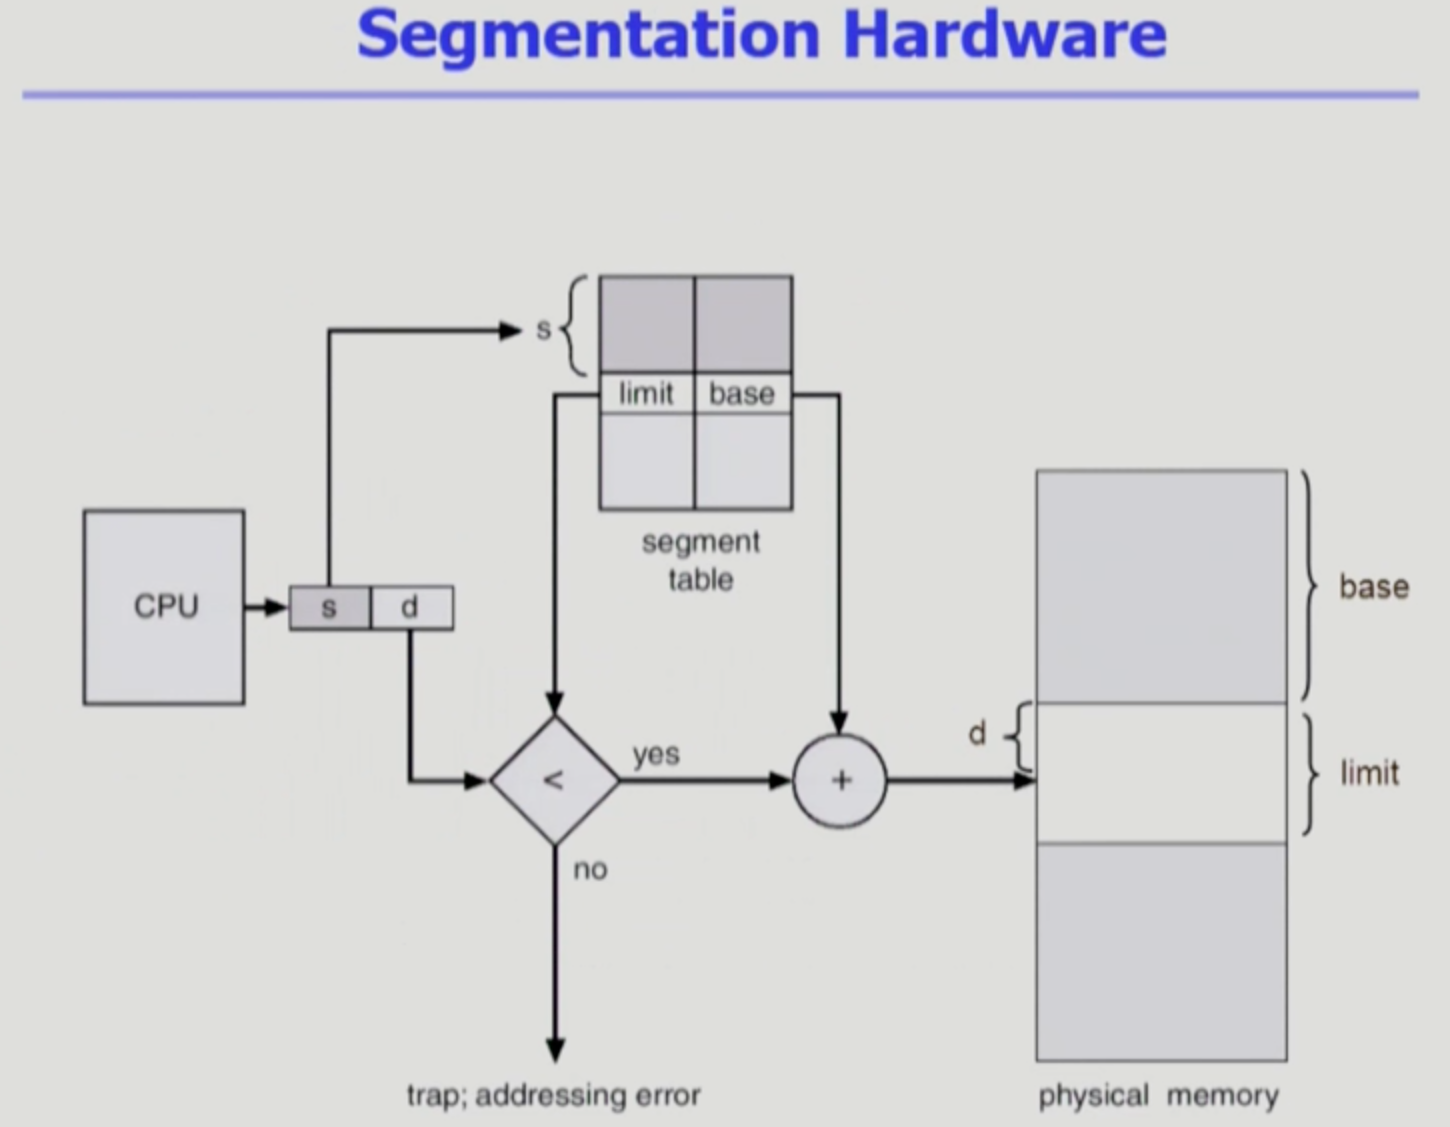 Segmentation Hardware
s
limit base
segment
table
CPU
s d
base
d
limit
<
yes
+
no
trap; addressing error
physical memory